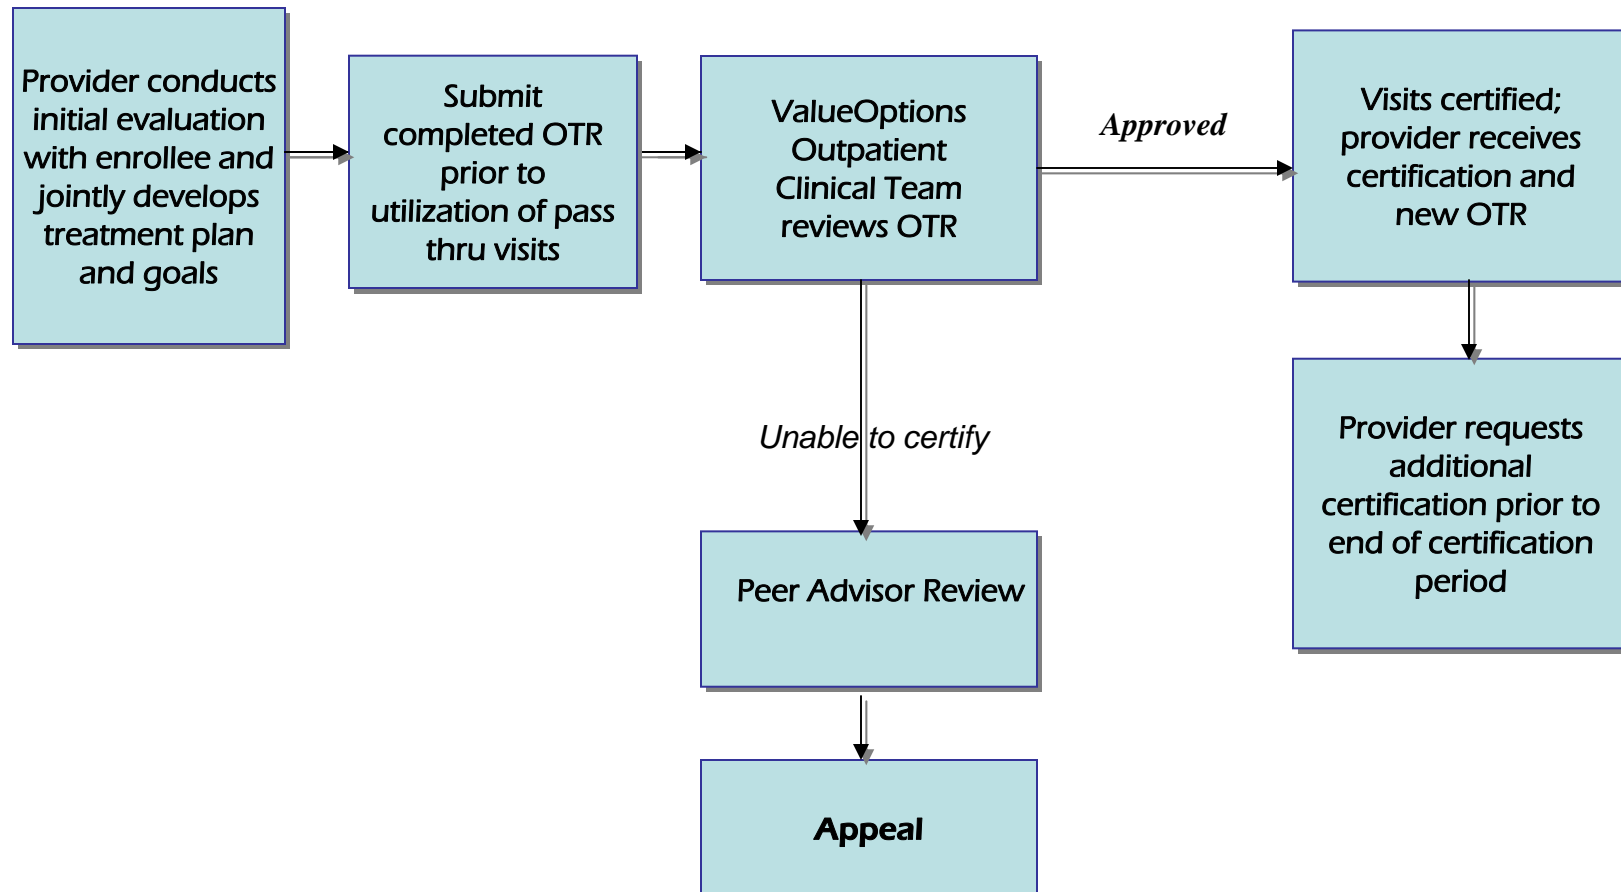 Provider conducts
initial evaluation
with enrollee and
jointly develops
treatment plan
and goals
Submit
completed OTR
prior to
utilization of pass
thru visits
ValueOptions
Outpatient
Clinical Team
reviews OTR
Approved
Visits certified;
provider receives
certification and
new OTR
Unable to certify
Provider requests
additional
certification prior to
end of certification
period
Peer Advisor Review
Appeal